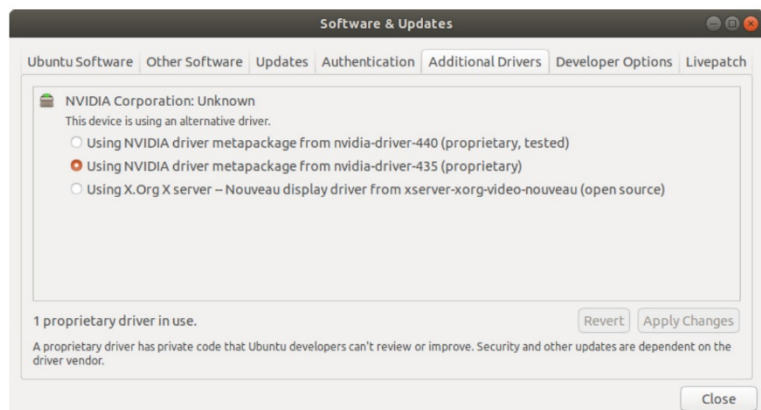 Software & Updates
Ubuntu Software Other Software Updates Authentication Additional Drivers Developer Options Livepatch
NVIDIA Corporation: Unknown
This device is using an alternative driver.
Using NVIDIA driver metapackage from nvidia-driver-440 (proprietary, tested)
Using NVIDIA driver metapackage from nvidia-driver-435 (proprietary)
Using X.Org X server – Nouveau display driver from xserver-xorg-video-nouveau (open source)
1 proprietary driver in use. Revert Apply Changes
A proprietary driver has private code that Ubuntu developers can't review or improve. Security and other updates are dependent on the
driver vendor.
Close